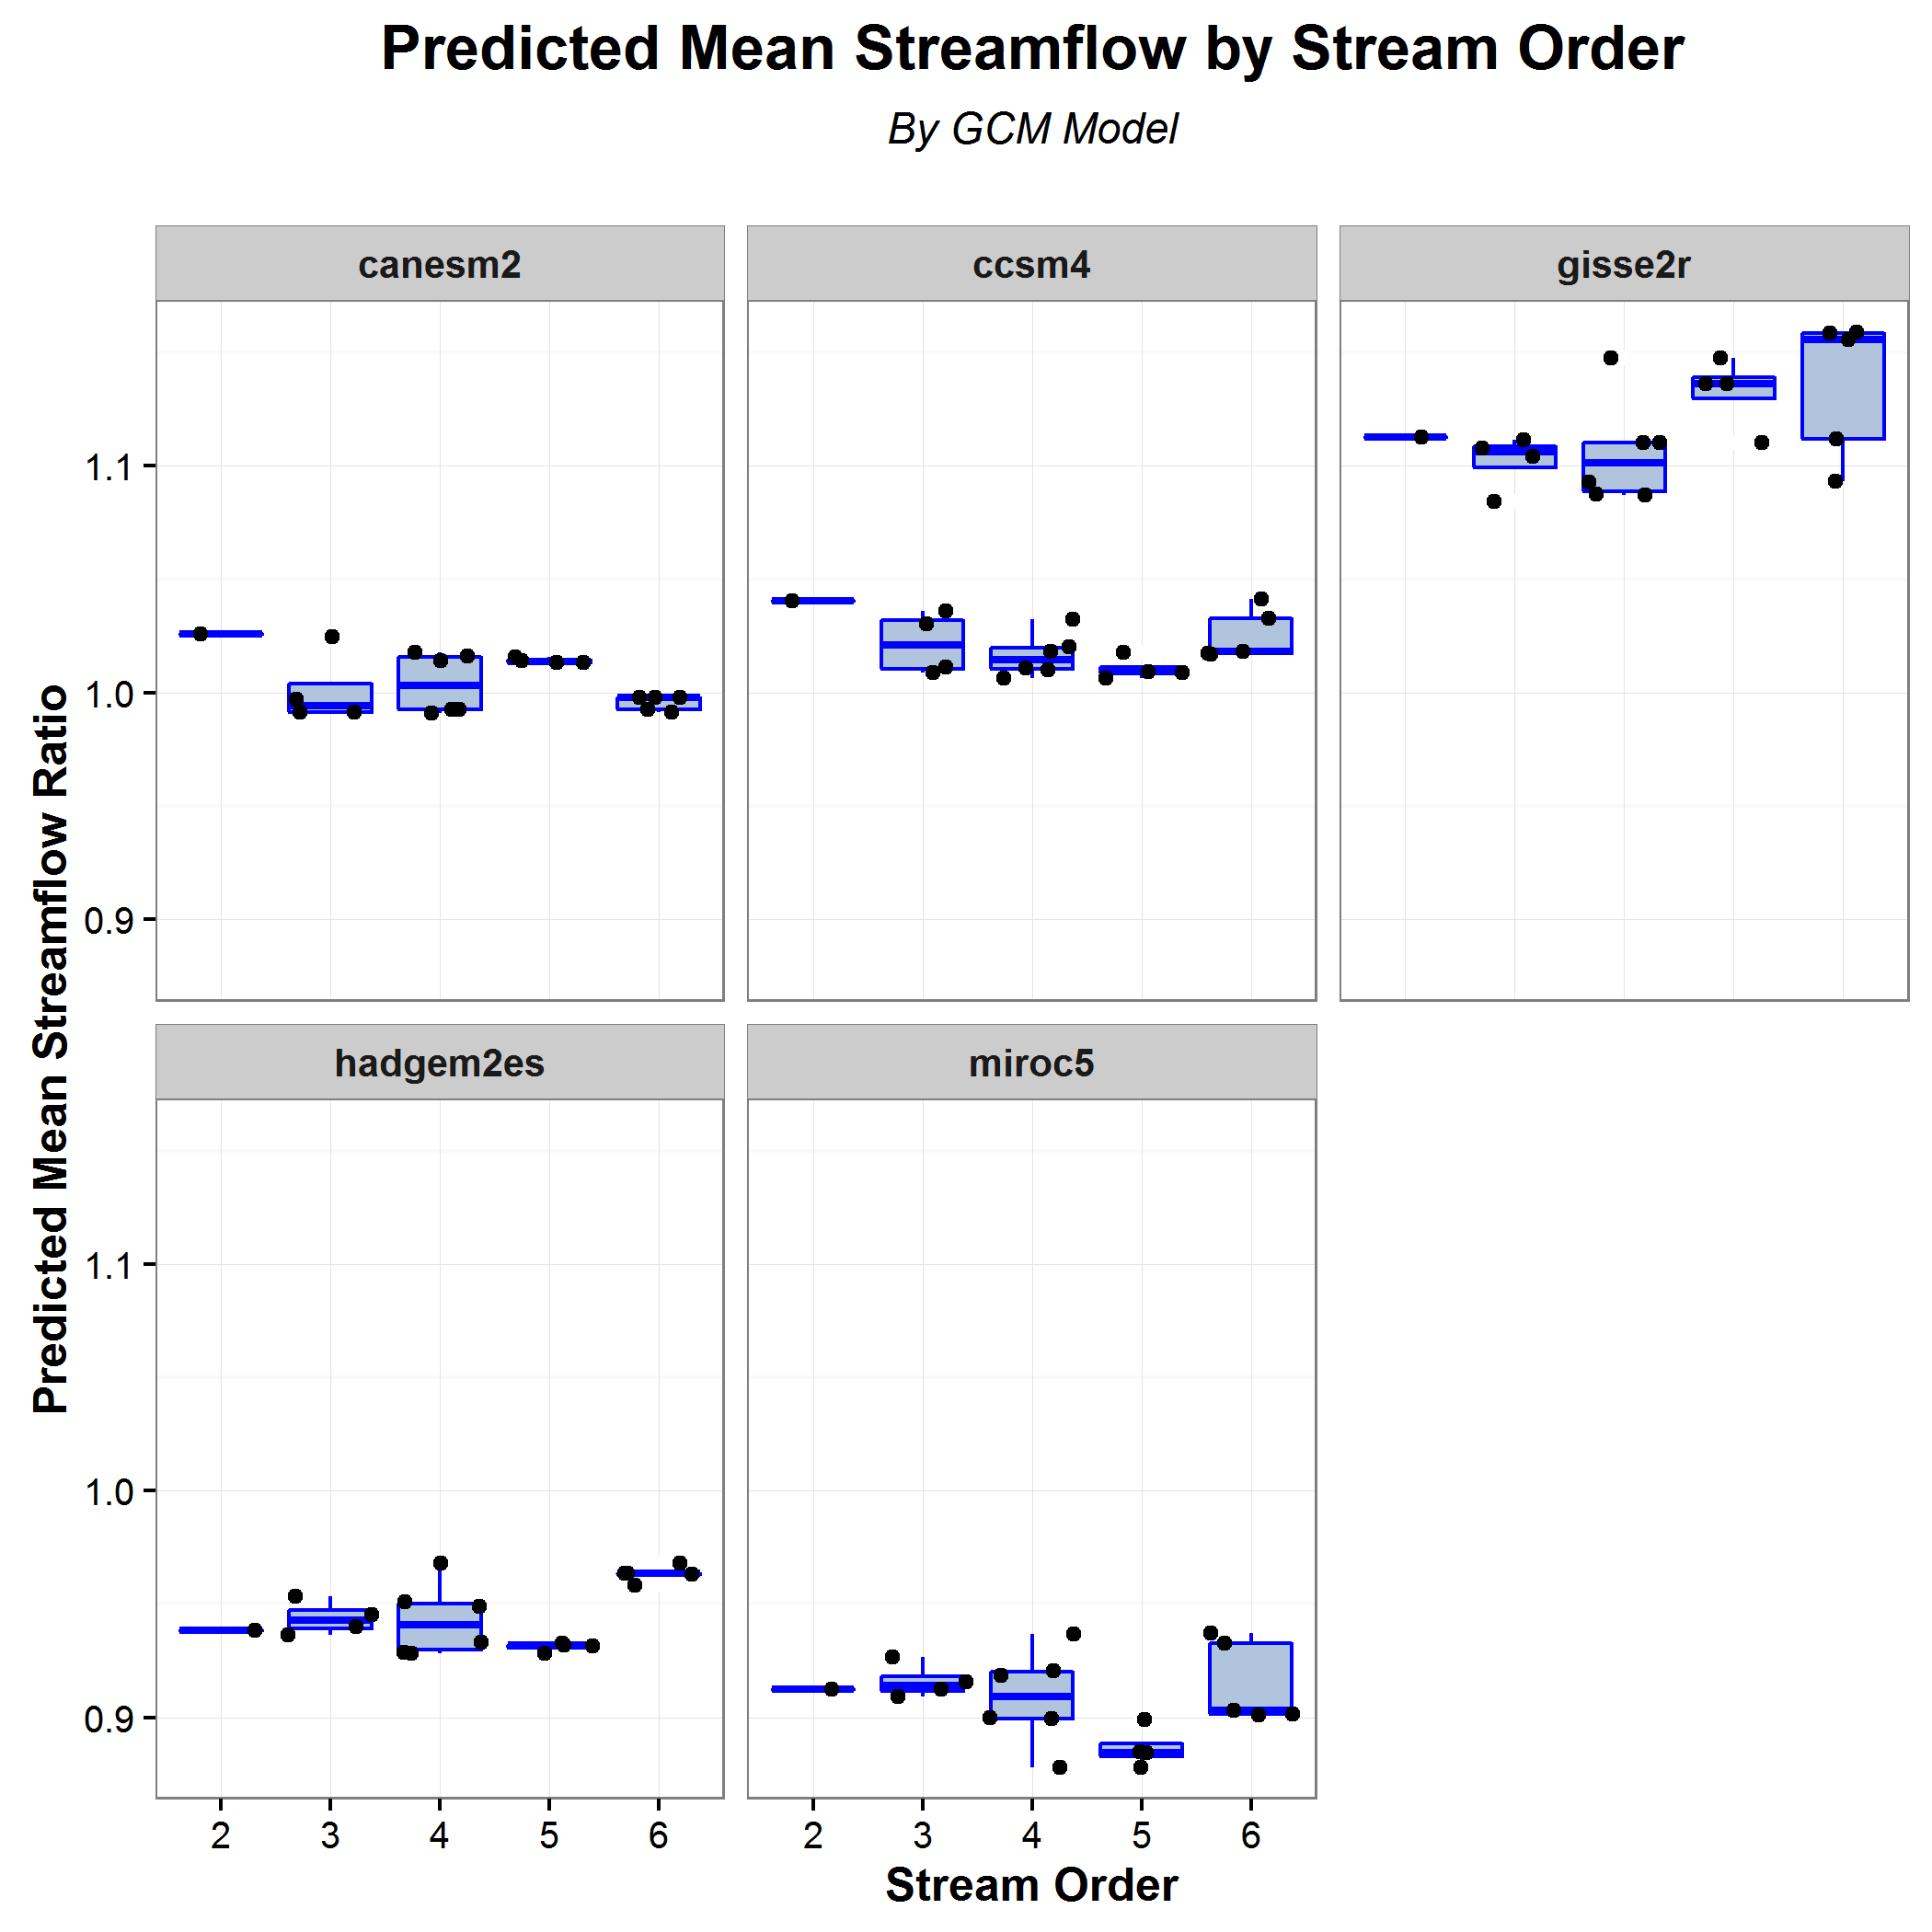 Predicted Mean Streamflow by Stream Order
By GCM Model
canesm2
ccsm4
gisse2r
1.1
1.0
0.9
Predicted Mean Streamflow Ratio
hadgem2es
miroc5
1.1
1.0
0.9
2 3 4 5 6
2 3 4 5 6
Stream Order